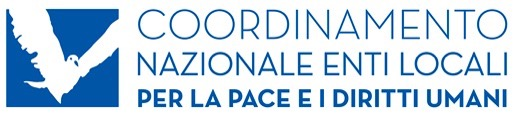 COORDINAMENTO
NAZIONALE ENTI LOCALI
PER LA PACE E I DIRITTI UMANI